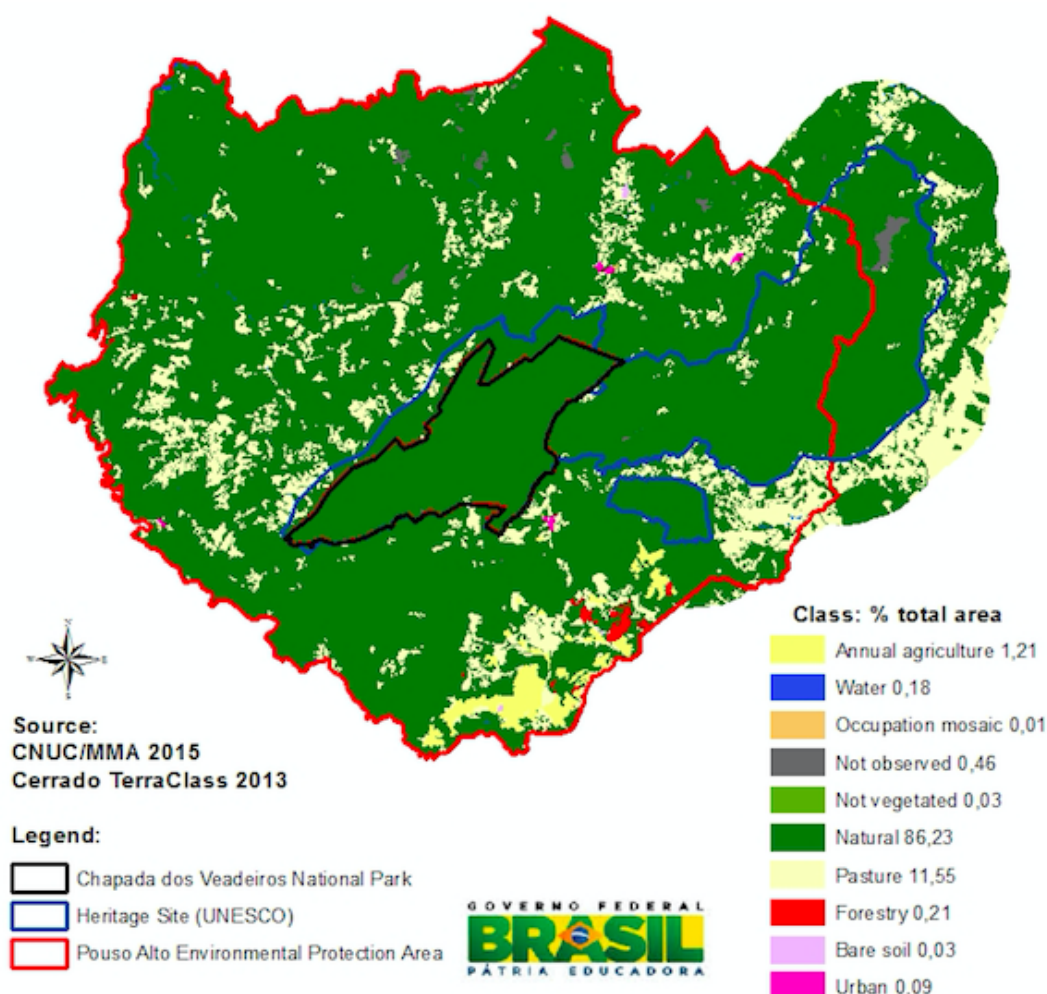 Class: % total area
Annual agriculture 1,21
Water 0,18
Occupation mosaic 0,01
Not observed 0,46
Not vegetated 0,03
Natural 86,23
Pasture 11,55
Forestry 0,21
Bare soil 0,03
Urban 0,09
Source:
CNUC/MMA 2015
Cerrado TerraClass 2013
Legend:
Chapada dos Veadeiros National Park
Heritage Site (UNESCO)
Pouso Alto Environmental Protection Area
GOVERNO FEDERAL
BRASIL
PÁTRIA EDUCADORA